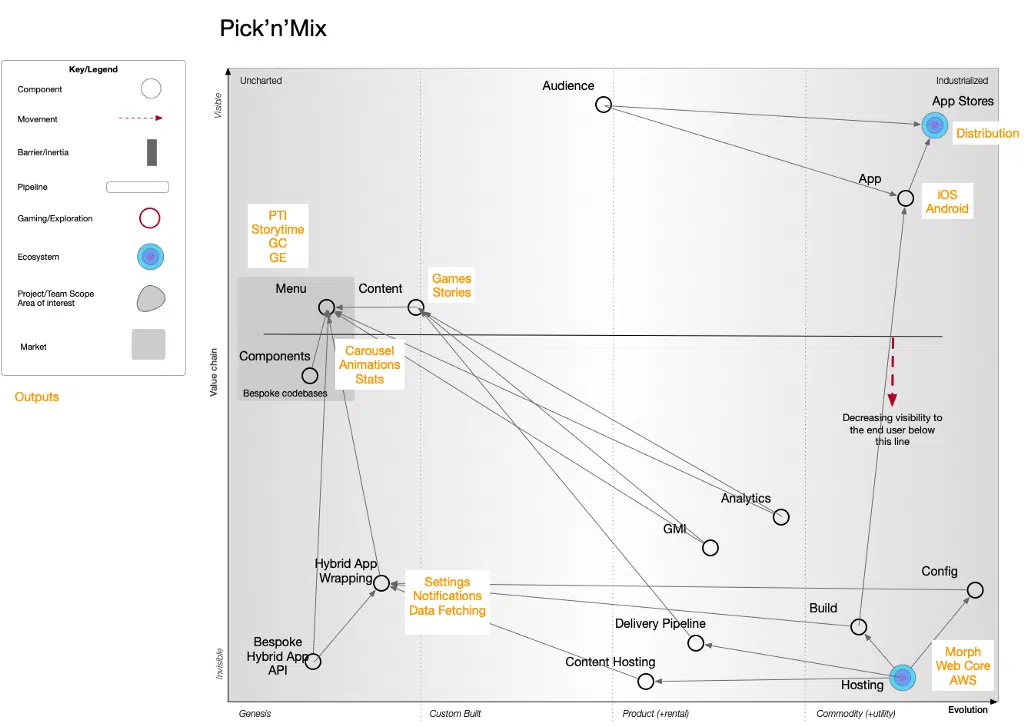 Pick'n'Mix
Key/Legend
Component
Movement
Barrier/inertia
Pipeline
Gaming/Exploration
Ecosystem
Project/Team Scope
Area of interest
Market
Outputs
Uncharted
Industrialized
Visible
Value chain
Invisible
Audience
App Stores
Distribution
App
iOS
Android
PTI
Storytime
GC
GE
Menu
Content
Games
Stories
Components
Bespoke codebases
Carousel
Animations
Stats
Decreasing visibility to
the end user below
this line
Analytics
GMI
Hybrid App
Wrapping
Settings
Notifications
Data Fetching
Config
Build
Delivery Pipeline
Bespoke
Hybrid App
API
Content Hosting
Hosting
Morph
Web Core
AWS
Evolution
Genesis
Custom Built
Product (+rental)
Commodity (+utility)